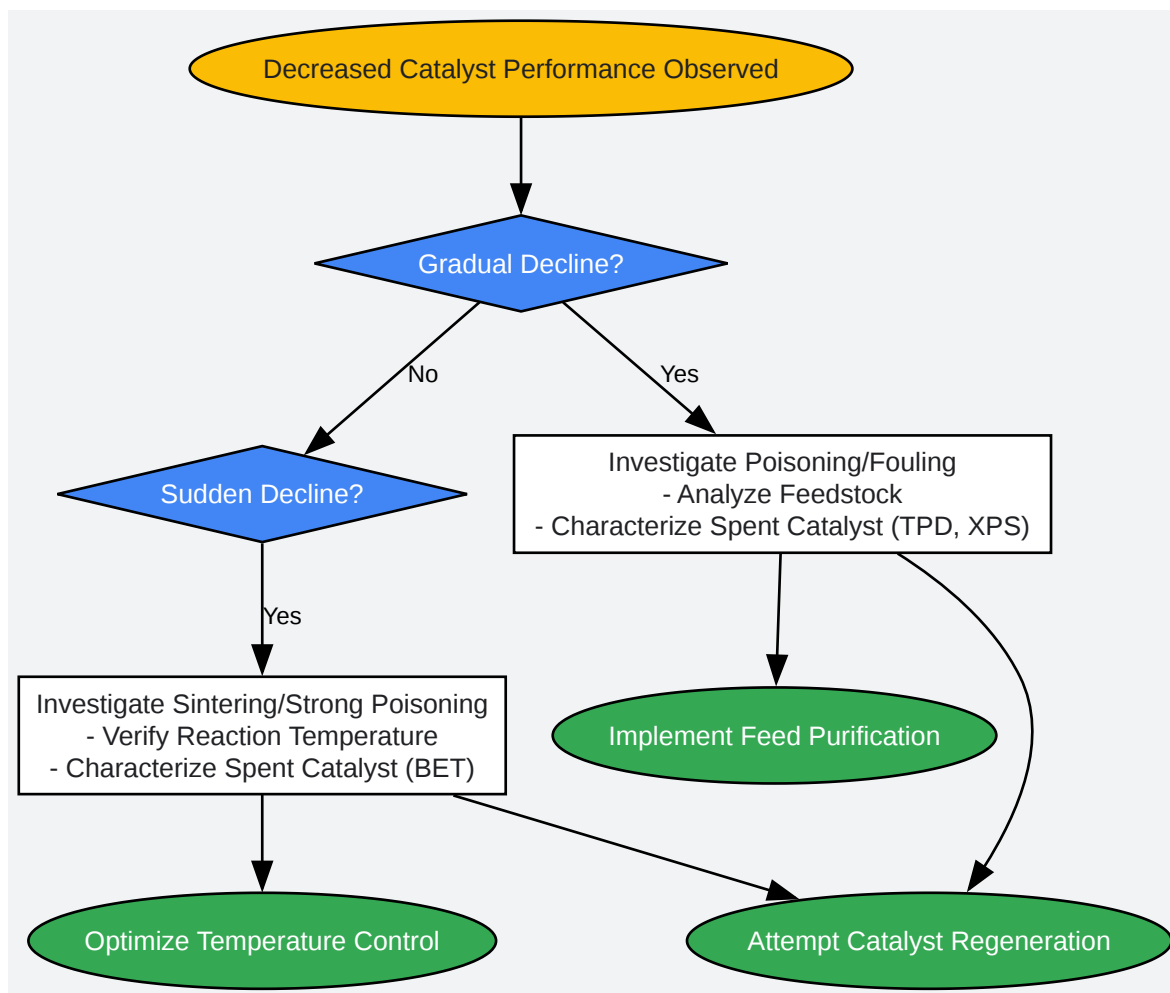 Decreased Catalyst Performance Observed
Gradual Decline?
No
Yes
Sudden Decline?
Investigate Poisoning/Fouling
- Analyze Feedstock
- Characterize Spent Catalyst (TPD, XPS)
Yes
Investigate Sintering/Strong Poisoning
- Verify Reaction Temperature
- Characterize Spent Catalyst (BET)
Implement Feed Purification
Optimize Temperature Control
Attempt Catalyst Regeneration